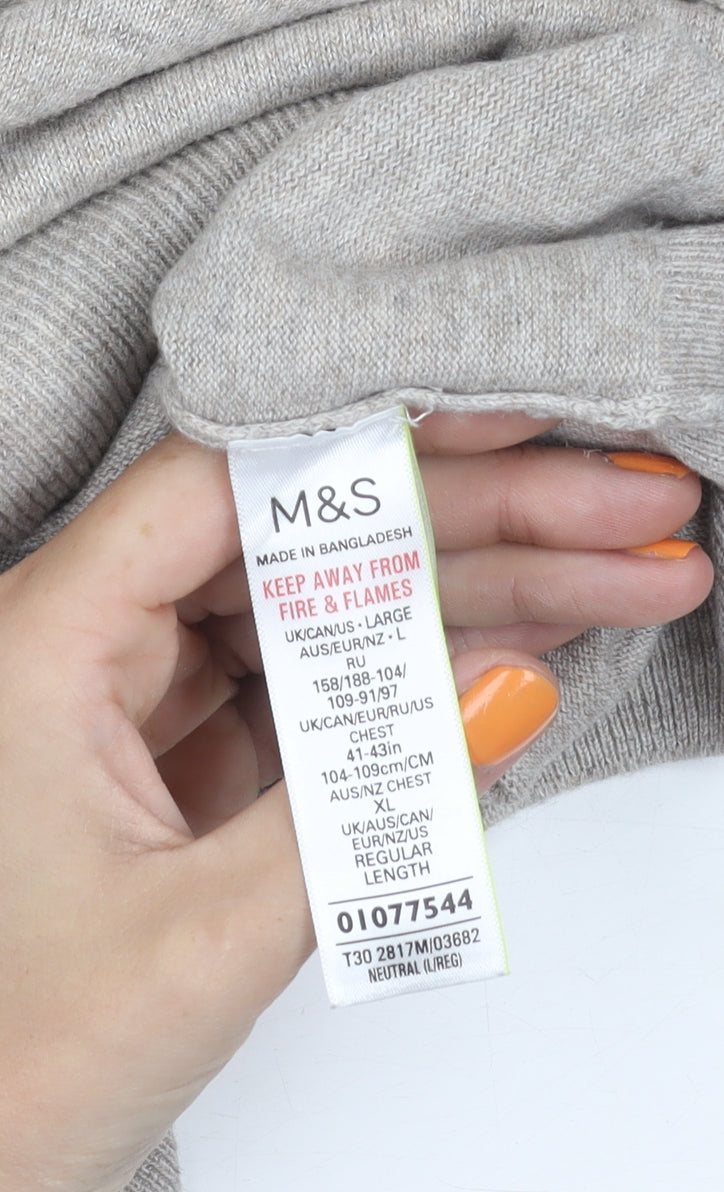 M&S
MADE IN BANGLADESH
KEEP AWAY FROM
FIRE & FLAMES
UK/CAN/US • LARGE
AUS/EUR/NZ • L
RU
158/188-104/
109-91/97
UK/CAN/EUR/RU/US
CHEST
41-43in
104-109cm/CM
AUS/NZ CHEST
XL
UK/AUS/CAN/
EUR/NZ/US
REGULAR
LENGTH
01077544
T30 2817M/03682
NEUTRAL (L/REG)